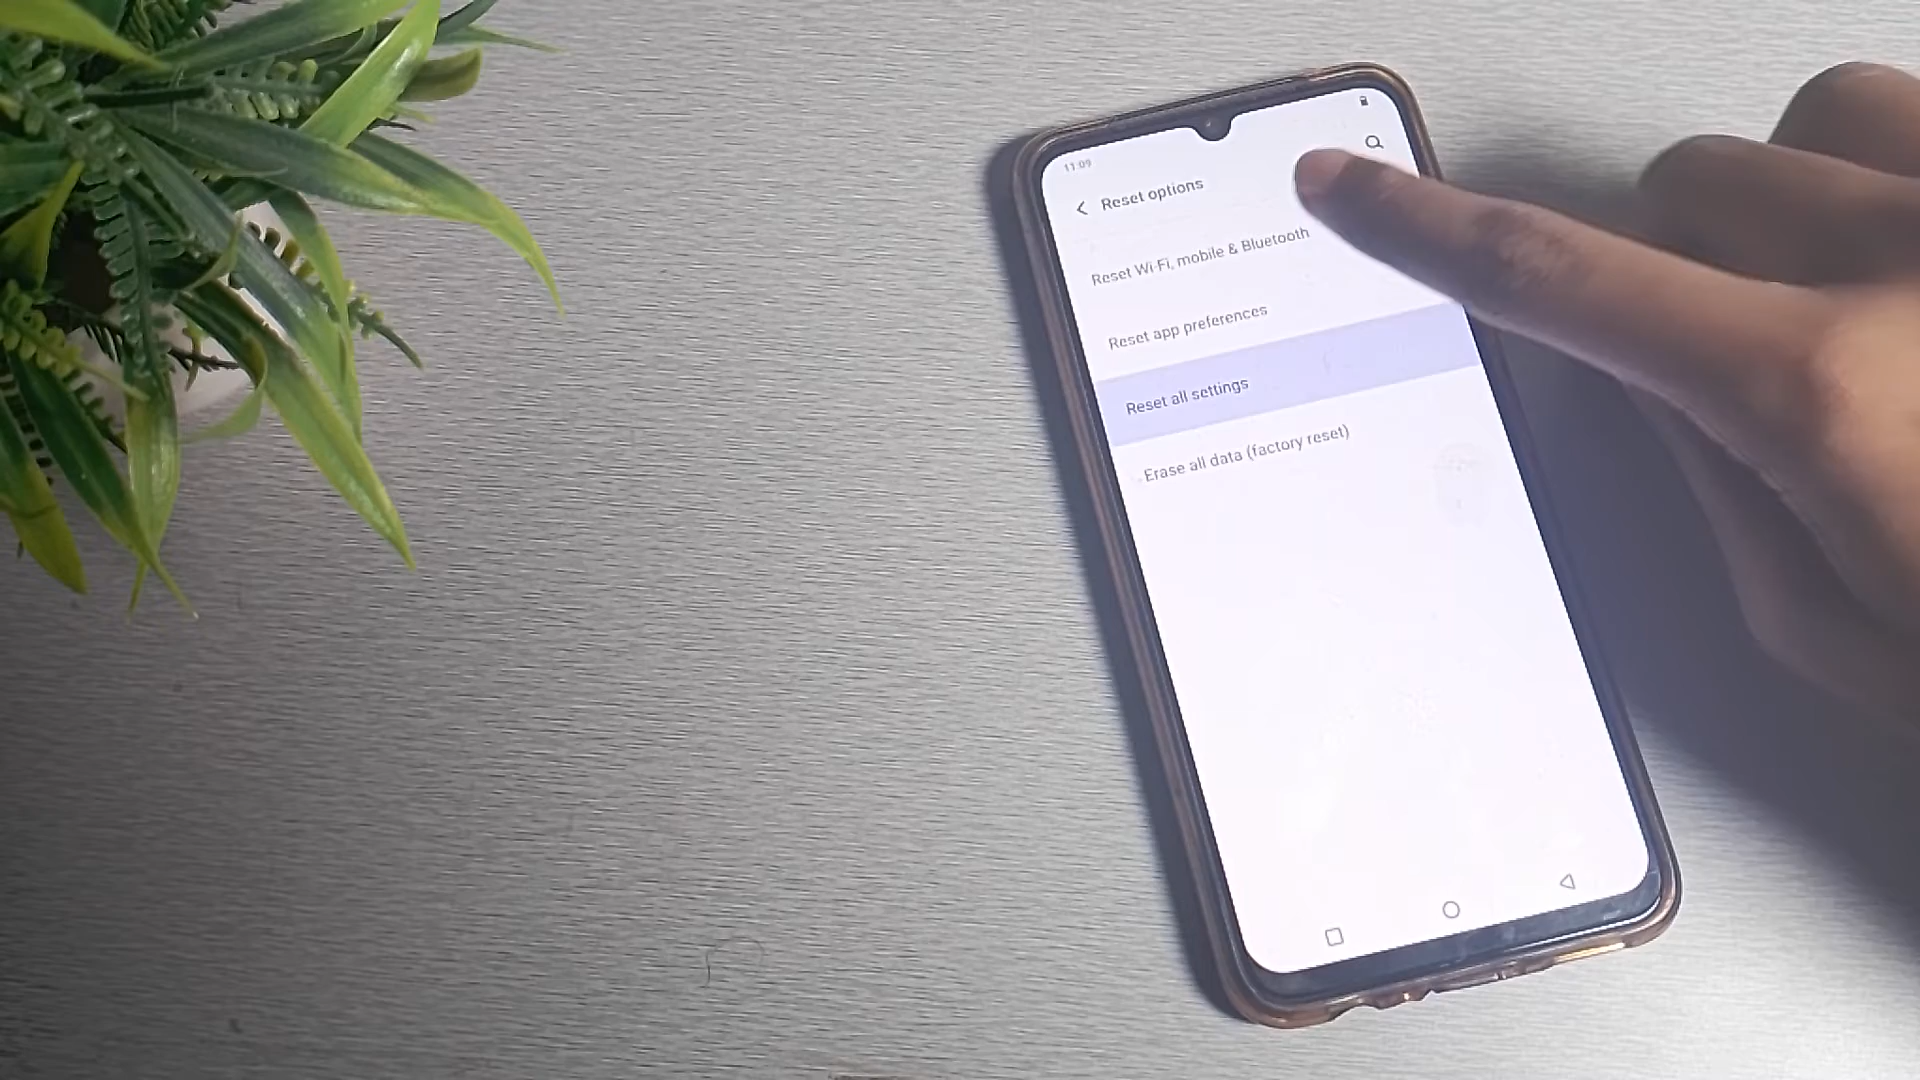 11:09
Reset options
Reset Wi-Fi, mobile & Bluetooth
Reset app preferences
Reset all settings
Erase all data (factory reset)